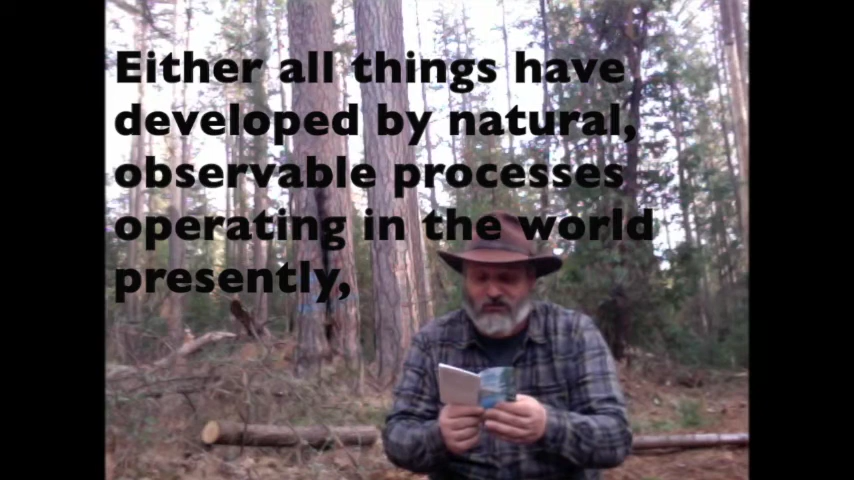 Either all things have
developed by natural,
observable processes
operating in the world
presently,